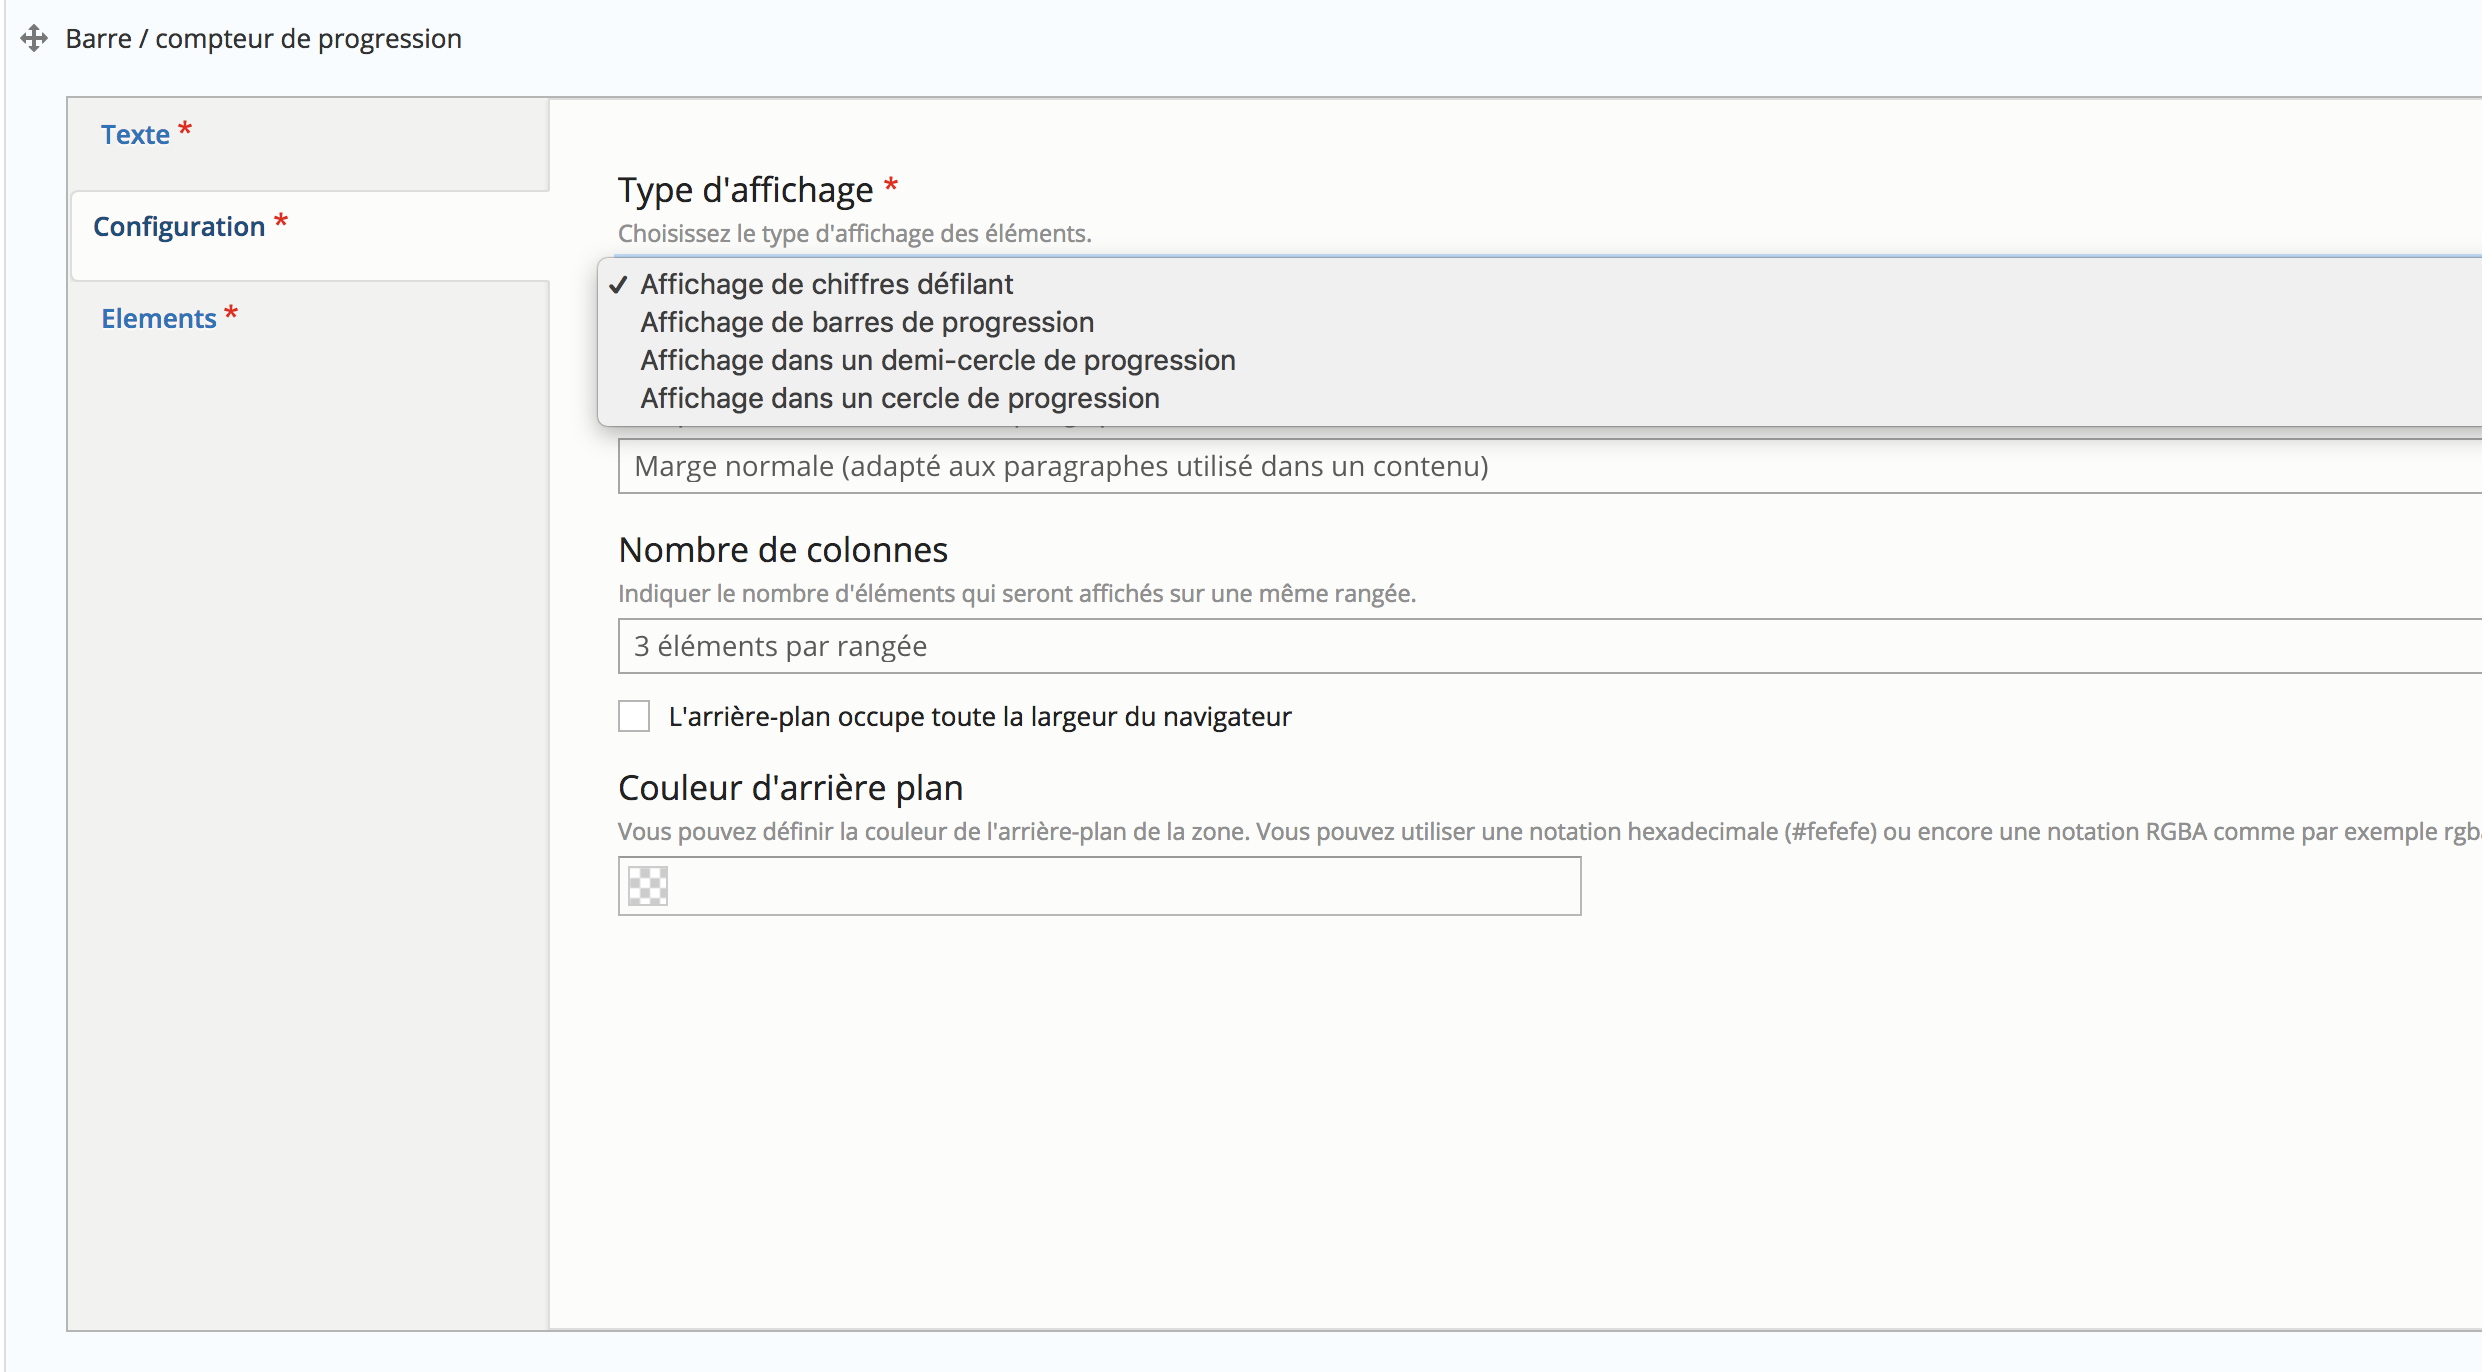 Barre / compteur de progression
Texte *
Configuration *
Elements *
Type d'affichage *
Choisissez le type d'affichage des éléments.
✓ Affichage de chiffres défilant
Affichage de barres de progression
Affichage dans un demi-cercle de progression
Affichage dans un cercle de progression
Marge normale (adapté aux paragraphes utilisé dans un contenu)
Nombre de colonnes
Indiquer le nombre d'éléments qui seront affichés sur une même rangée.
3 éléments par rangée
L'arrière-plan occupe toute la largeur du navigateur
Couleur d'arrière plan
Vous pouvez définir la couleur de l'arrière-plan de la zone. Vous pouvez utiliser une notation hexadecimale (#fefefe) ou encore une notation RGBA comme par exemple